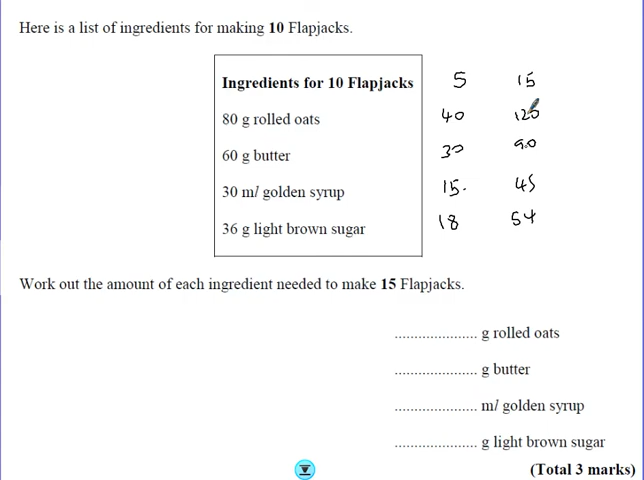 Here is a list of ingredients for making 10 Flapjacks.
Ingredients for 10 Flapjacks 5 15
80 g rolled oats 40 120
60 g butter 30 90
30 ml golden syrup 15. 45
36 g light brown sugar 18 54
Work out the amount of each ingredient needed to make 15 Flapjacks.
..................... g rolled oats
..................... g butter
..................... ml golden syrup
..................... g light brown sugar
(Total 3 marks)